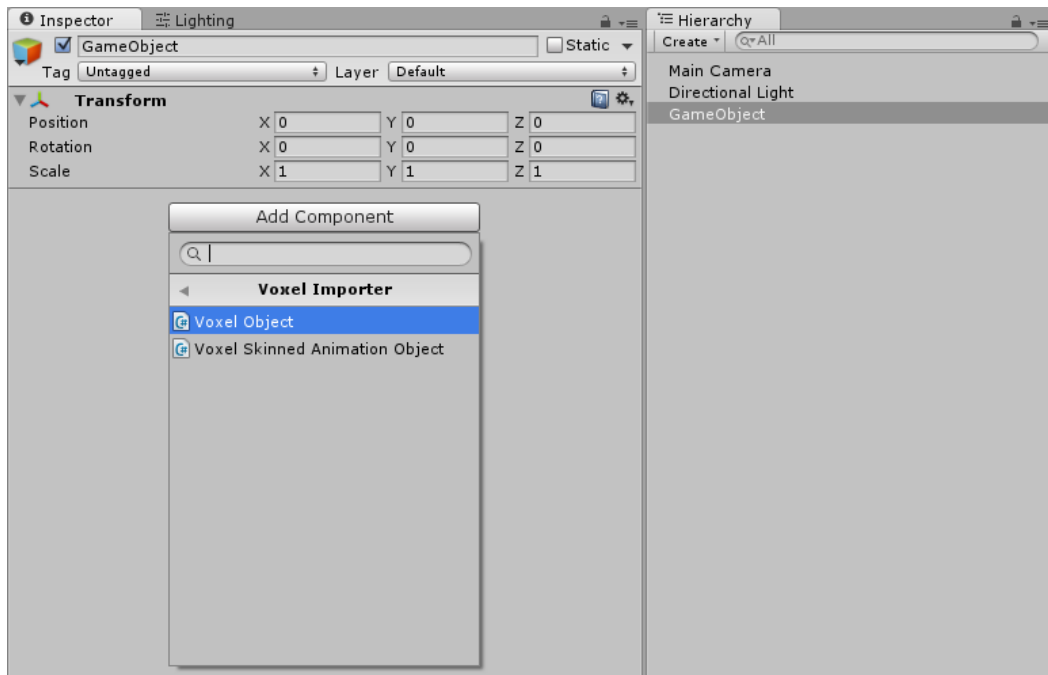 Inspector
Lighting
GameObject
Static
Tag Untagged Layer Default
Transform
Position X 0 Y 0 Z 0
Rotation X 0 Y 0 Z 0
Scale X 1 Y 1 Z 1
Add Component
Voxel Importer
Voxel Object
Voxel Skinned Animation Object
Hierarchy
Create All
Main Camera
Directional Light
GameObject